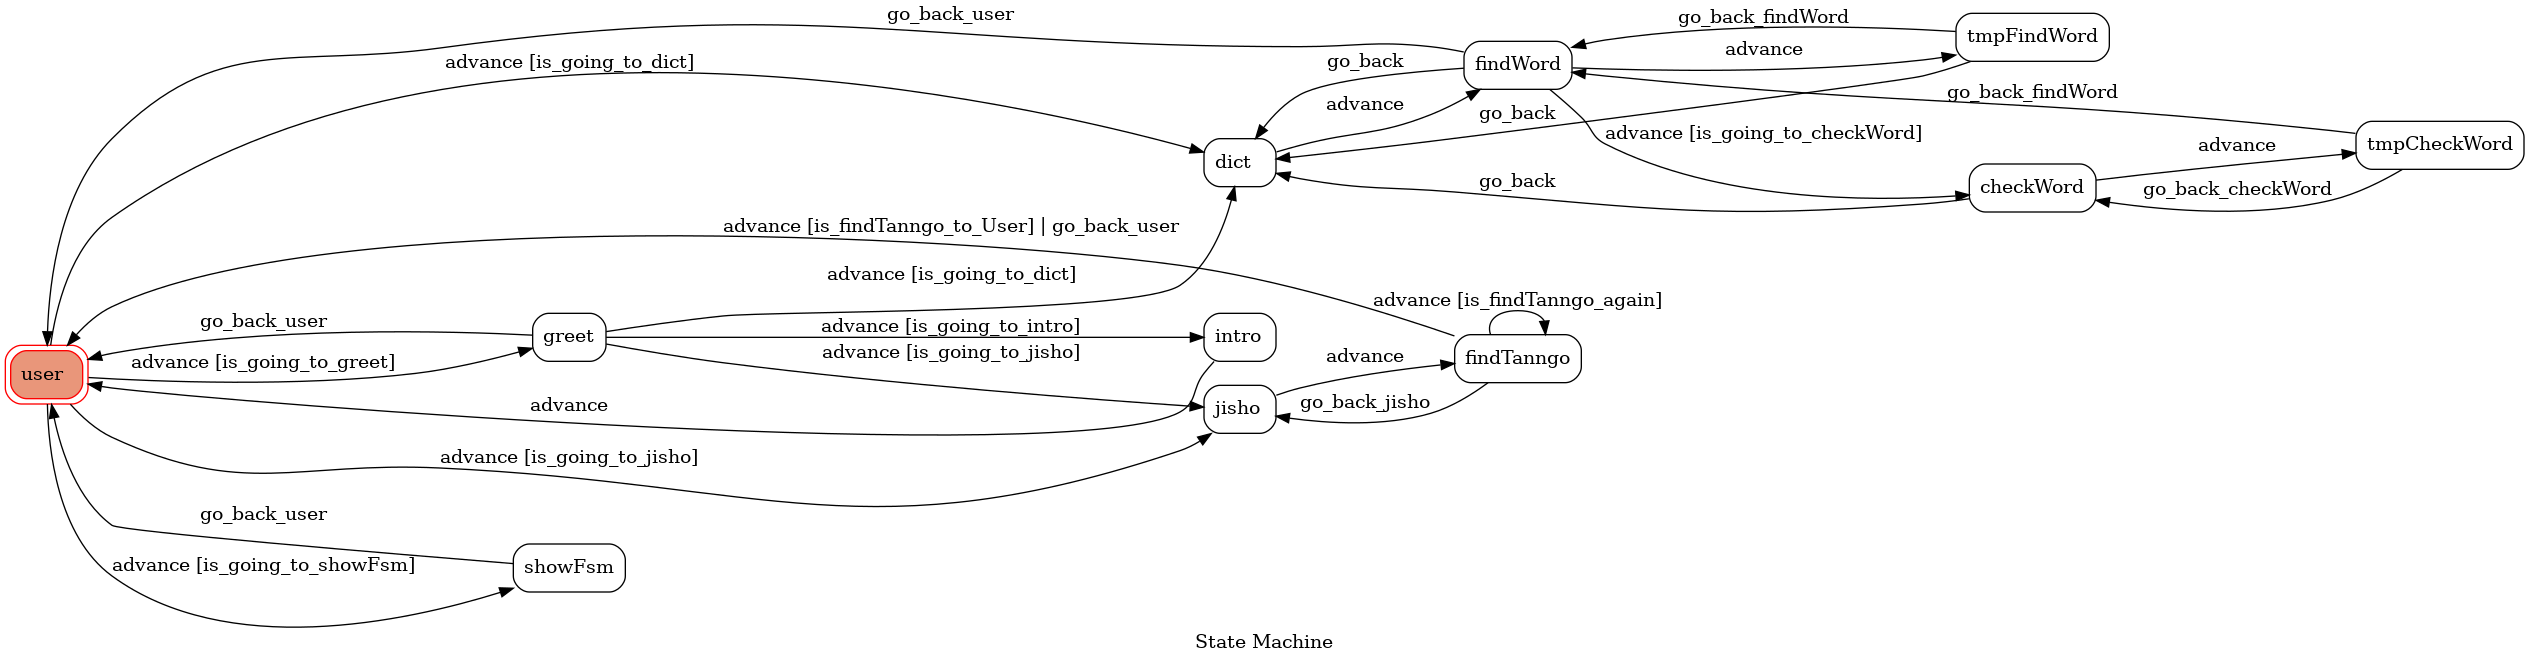 go_back_user
go_back_findWord
tmpFindWord
advance
advance [is_going_to_dict]
go_back
findWord
advance
go_back_findWord
go_back
advance [is_going_to_checkWord]
tmpCheckWord
advance
dict
go_back
checkWord
go_back_checkWord
advance [is_findTanngo_to_User] | go_back_user
advance [is_going_to_dict]
advance [is_findTanngo_again]
go_back_user
greet
advance [is_going_to_intro]
intro
advance [is_going_to_greet]
advance [is_going_to_jisho]
advance
findTanngo
user
go_back_jisho
advance
jisho
advance [is_going_to_jisho]
go_back_user
advance [is_going_to_showFsm]
showFsm
State Machine